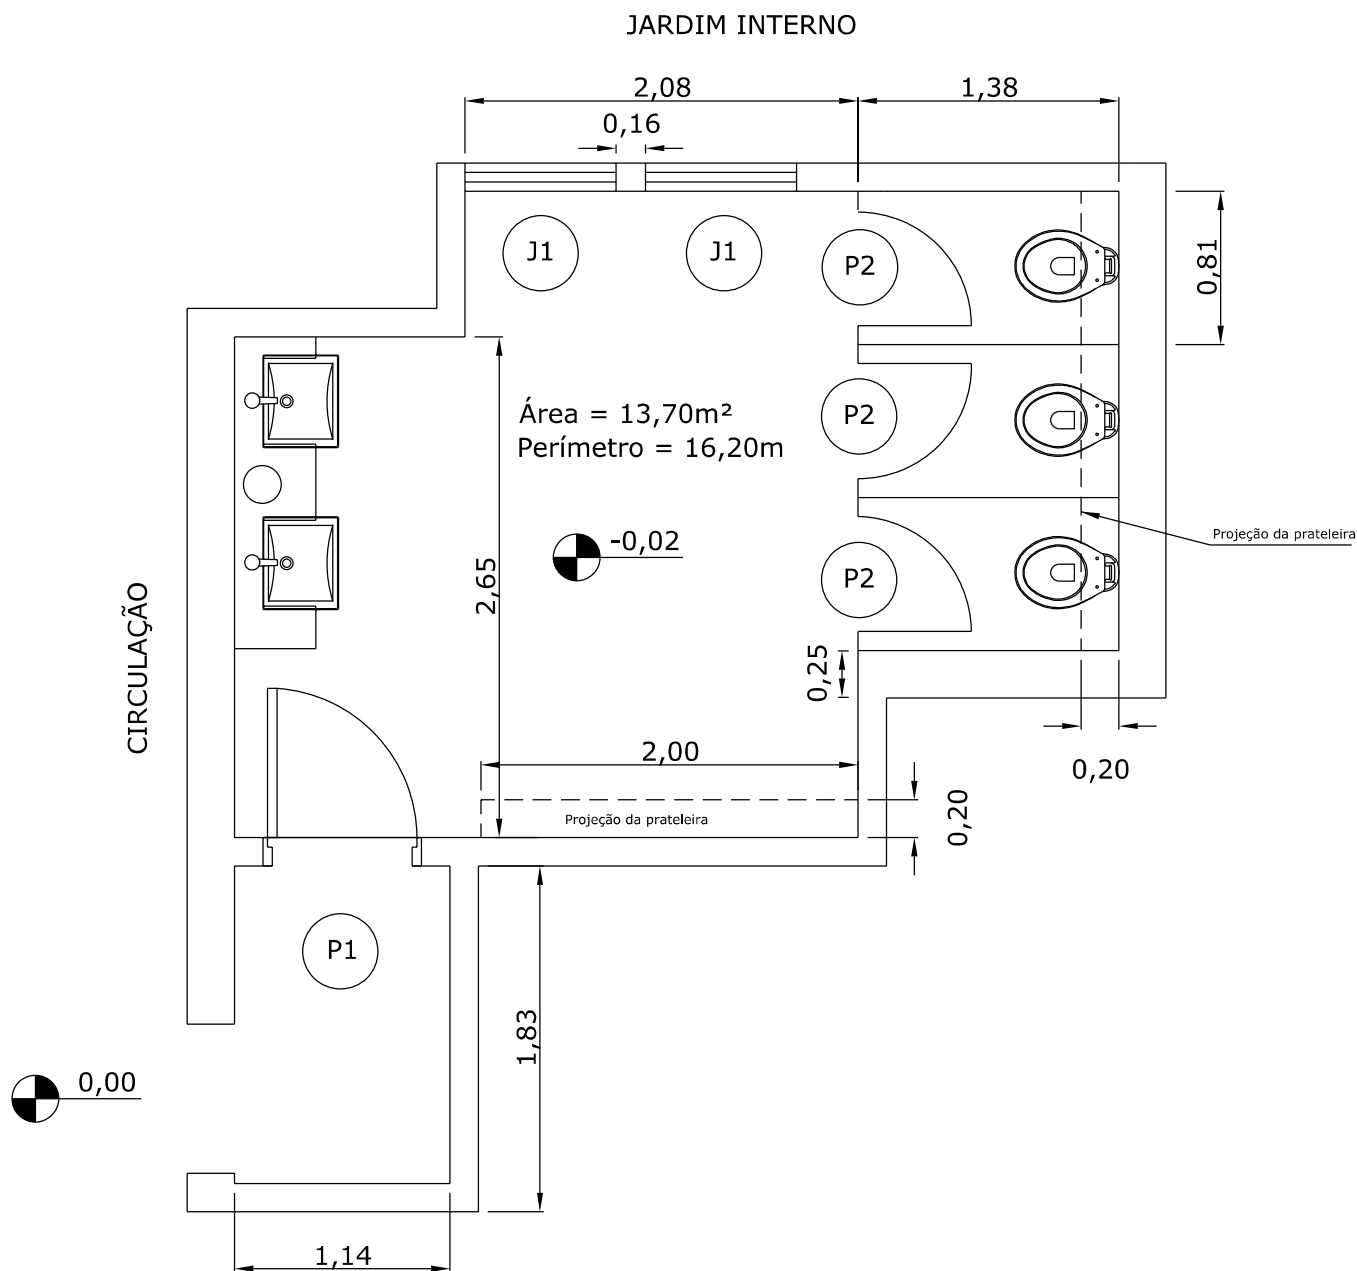 JARDIM INTERNO
2,08
1,38
0,16
J1
J1
P2
0,81
Área = 13,70m²
Perímetro = 16,20m
P2
-0,02
Projeção da prateleira
2,65
P2
CIRCULAÇÃO
0,25
2,00
0,20
Projeção da prateleira
0,20
P1
1,83
0,00
1,14